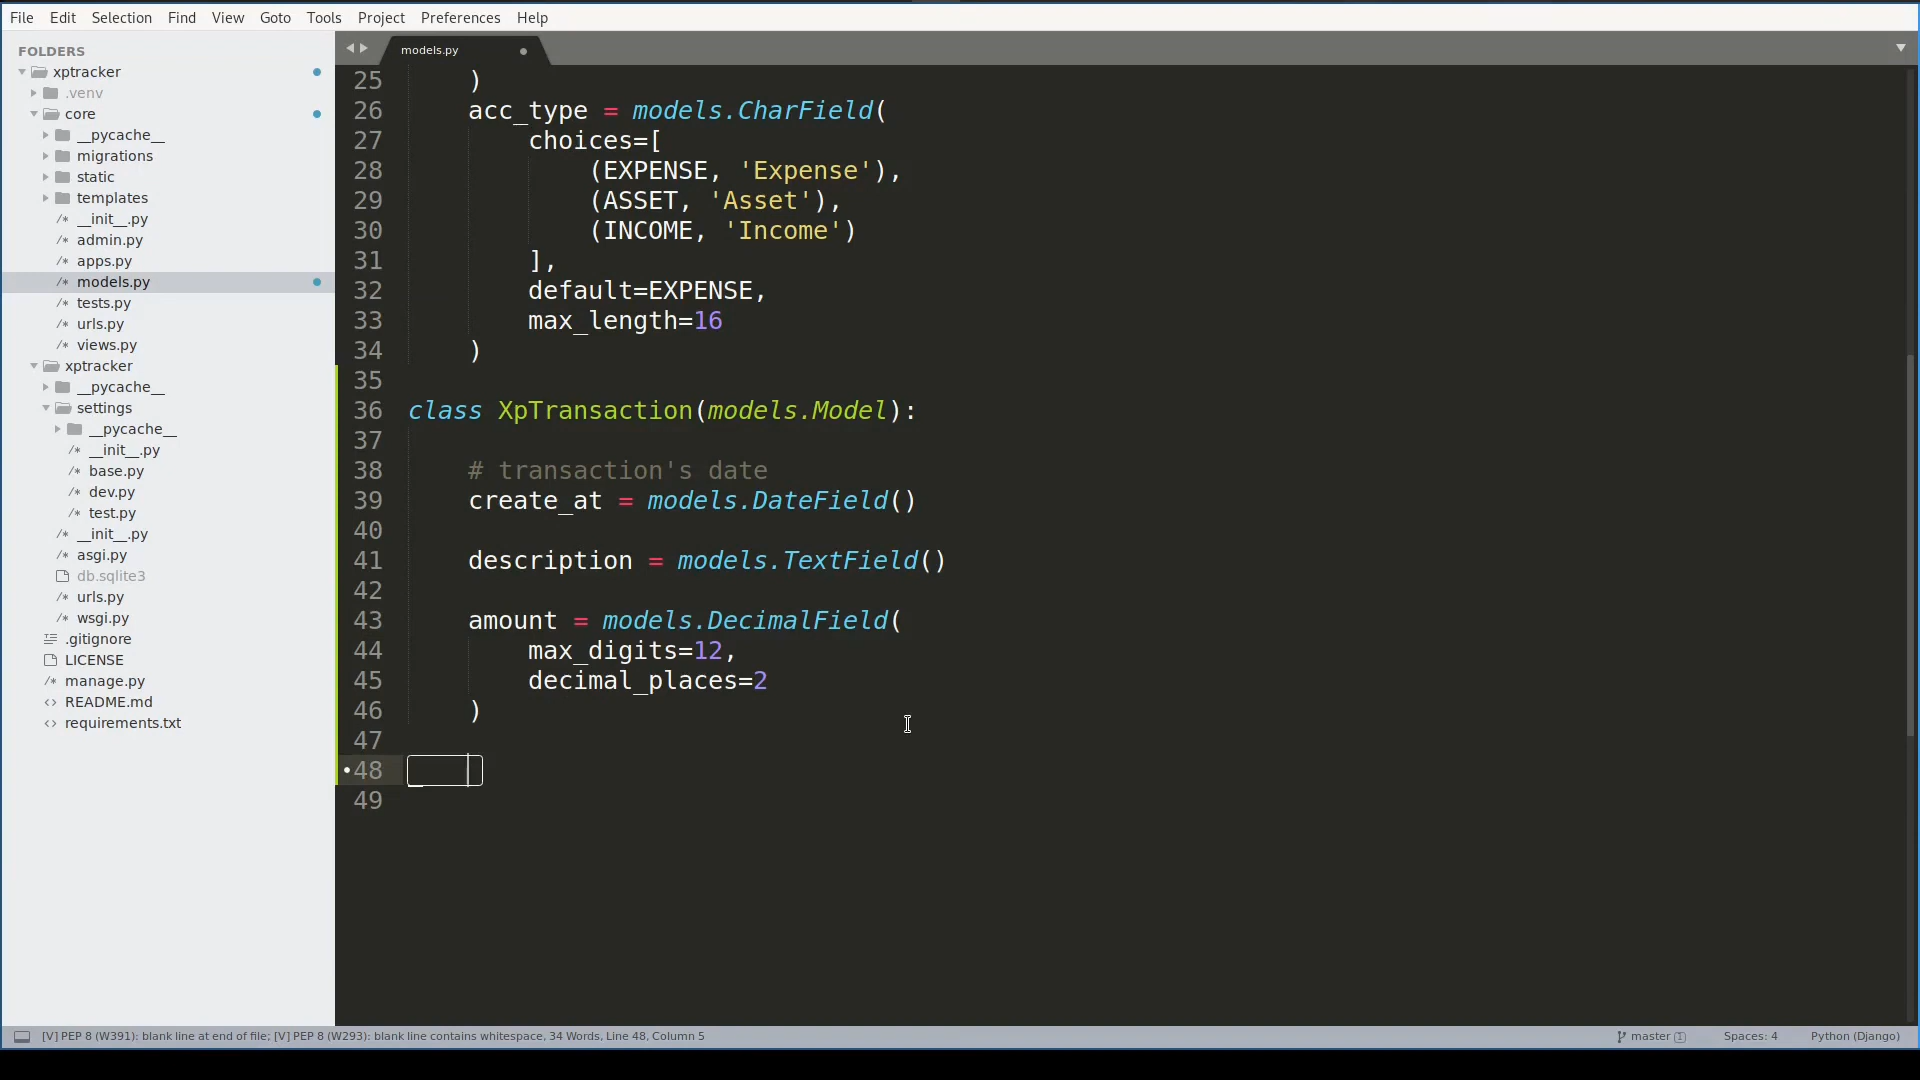 File Edit Selection Find View Goto Tools Project Preferences Help
FOLDERS
xptracker
.venv
core
__pycache__
migrations
static
templates
__init__.py
admin.py
apps.py
models.py
tests.py
urls.py
views.py
xptracker
__pycache__
settings
__pycache__
__init__.py
base.py
dev.py
test.py
__init__.py
asgi.py
db.sqlite3
urls.py
wsgi.py
.gitignore
LICENSE
manage.py
README.md
requirements.txt
models.py
25     )
26     acc_type = models.CharField(
27         choices=[
28             (EXPENSE, 'Expense'),
29             (ASSET, 'Asset'),
30             (INCOME, 'Income')
31         ],
32         default=EXPENSE,
33         max_length=16
34     )
35
36 class XpTransaction(models.Model):
37
38     # transaction's date
39     create_at = models.DateField()
40
41     description = models.TextField()
42
43     amount = models.DecimalField(
44         max_digits=12,
45         decimal_places=2
46     )
47
48
49
[V] PEP 8 (W391): blank line at end of file; [V] PEP 8 (W293): blank line contains whitespace, 34 Words, Line 48, Column 5 master 1 Spaces: 4 Python (Django)